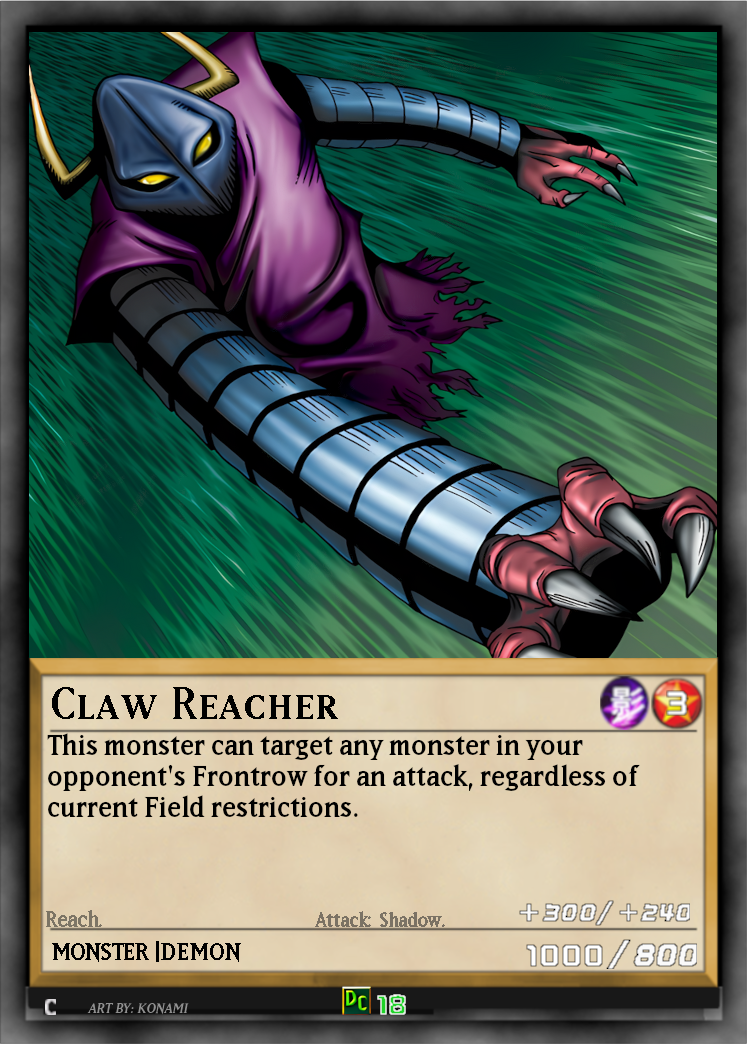 Claw Reacher
影 3
This monster can target any monster in your
opponent's Frontrow for an attack, regardless of
current Field restrictions.
Reach. Attack: Shadow. +300/ +240
MONSTER |DEMON 1000/800
C ART BY: KONAMI DC 18